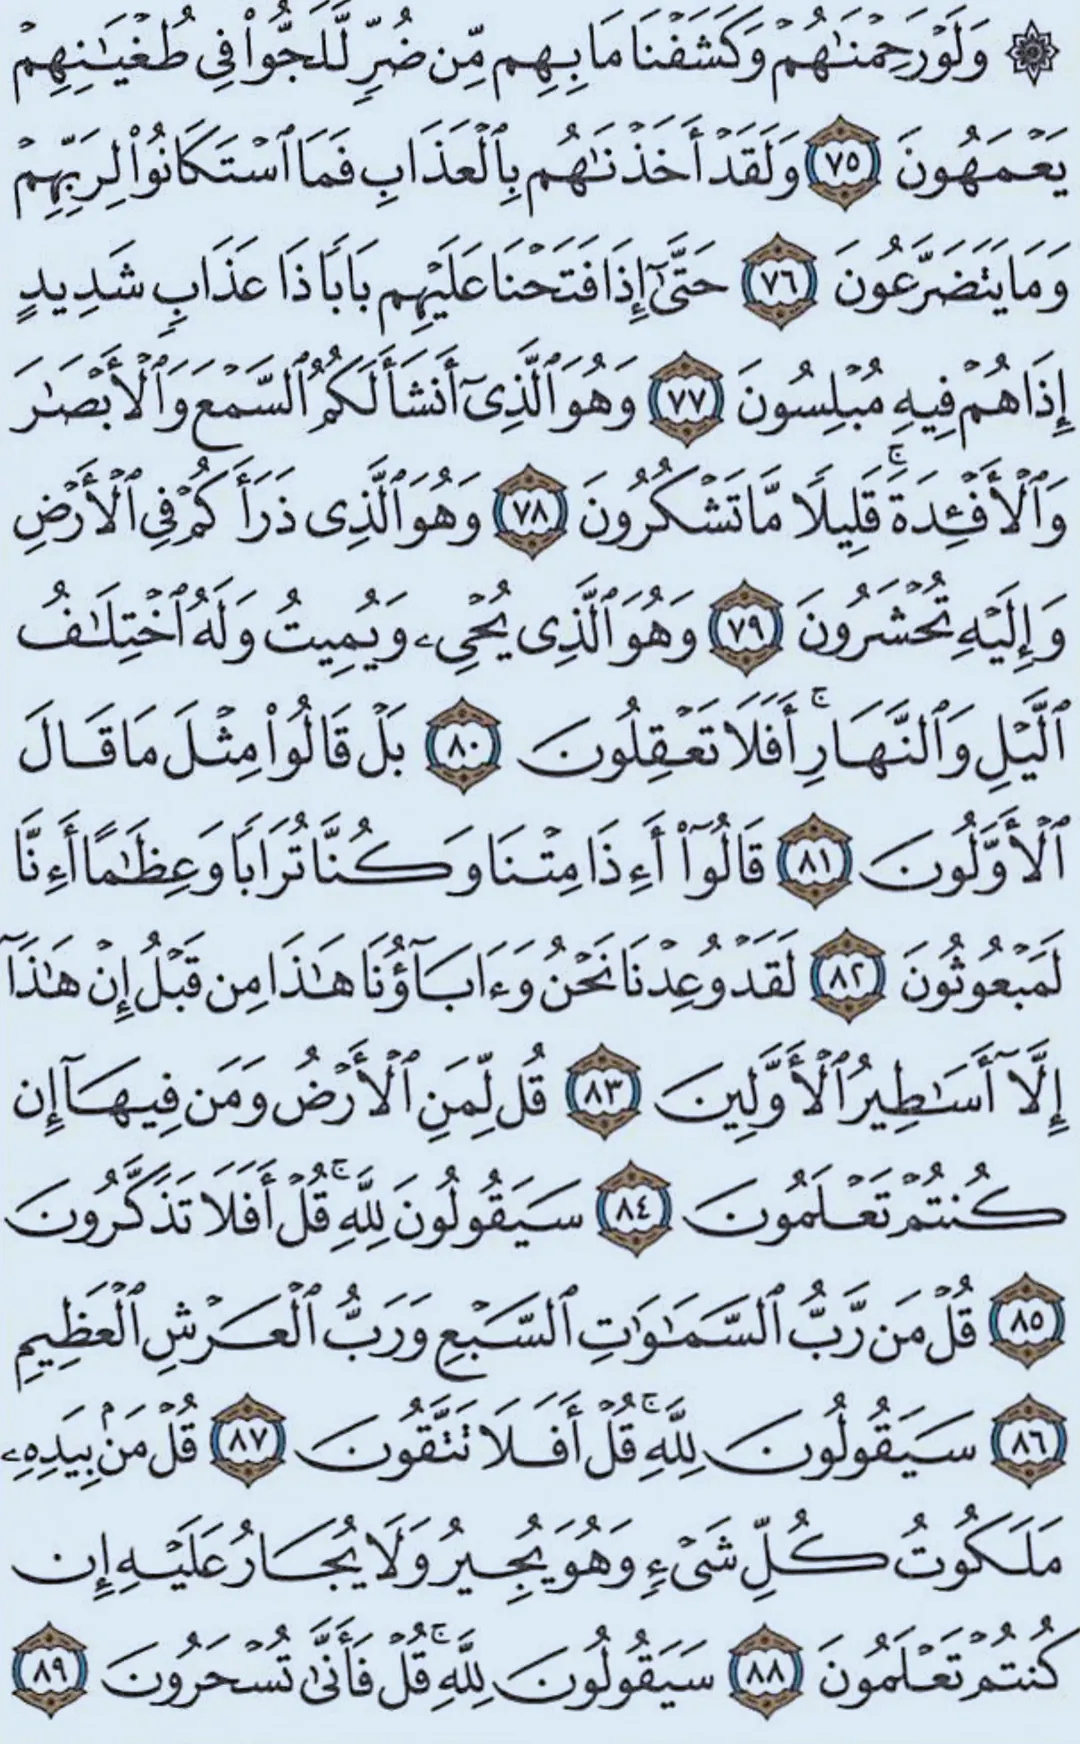 ۞ وَلَوْ رَحِمْنَٰهُمْ وَكَشَفْنَا مَا بِهِم مِّن ضُرٍّ لَّلَجُّوا۟ فِى طُغْيَٰنِهِمْ
يَعْمَهُونَ ٧٥ وَلَقَدْ أَخَذْنَٰهُم بِٱلْعَذَابِ فَمَا ٱسْتَكَانُوا۟ لِرَبِّهِمْ
وَمَا يَتَضَرَّعُونَ ٧٦ حَتَّىٰٓ إِذَا فَتَحْنَا عَلَيْهِم بَابًا ذَا عَذَابٍ شَدِيدٍ
إِذَا هُمْ فِيهِ مُبْلِسُونَ ٧٧ وَهُوَ ٱلَّذِىٓ أَنشَأَ لَكُمُ ٱلسَّمْعَ وَٱلْأَبْصَٰرَ
وَٱلْأَفْـِٔدَةَ ۚ قَلِيلًا مَّا تَشْكُرُونَ ٧٨ وَهُوَ ٱلَّذِى ذَرَأَكُمْ فِى ٱلْأَرْضِ
وَإِلَيْهِ تُحْشَرُونَ ٧٩ وَهُوَ ٱلَّذِى يُحْىِۦ وَيُمِيتُ وَلَهُ ٱخْتِلَٰفُ
ٱلَّيْلِ وَٱلنَّهَارِ ۚ أَفَلَا تَعْقِلُونَ ٨٠ بَلْ قَالُوا۟ مِثْلَ مَا قَالَ
ٱلْأَوَّلُونَ ٨١ قَالُوٓا۟ أَءِذَا مِتْنَا وَكُنَّا تُرَابًا وَعِظَٰمًا أَءِنَّا
لَمَبْعُوثُونَ ٨٢ لَقَدْ وُعِدْنَا نَحْنُ وَءَابَآؤُنَا هَٰذَا مِن قَبْلُ إِنْ هَٰذَآ
إِلَّآ أَسَٰطِيرُ ٱلْأَوَّلِينَ ٨٣ قُل لِّمَنِ ٱلْأَرْضُ وَمَن فِيهَآ إِن
كُنتُمْ تَعْلَمُونَ ٨٤ سَيَقُولُونَ لِلَّهِ ۚ قُلْ أَفَلَا تَذَكَّرُونَ
٨٥ قُلْ مَن رَّبُّ ٱلسَّمَٰوَٰتِ ٱلسَّبْعِ وَرَبُّ ٱلْعَرْشِ ٱلْعَظِيمِ
٨٦ سَيَقُولُونَ لِلَّهِ ۚ قُلْ أَفَلَا تَتَّقُونَ ٨٧ قُلْ مَنۢ بِيَدِهِۦ
مَلَكُوتُ كُلِّ شَىْءٍ وَهُوَ يُجِيرُ وَلَا يُجَارُ عَلَيْهِ إِن
كُنتُمْ تَعْلَمُونَ ٨٨ سَيَقُولُونَ لِلَّهِ ۚ قُلْ فَأَنَّىٰ تُسْحَرُونَ ٨٩